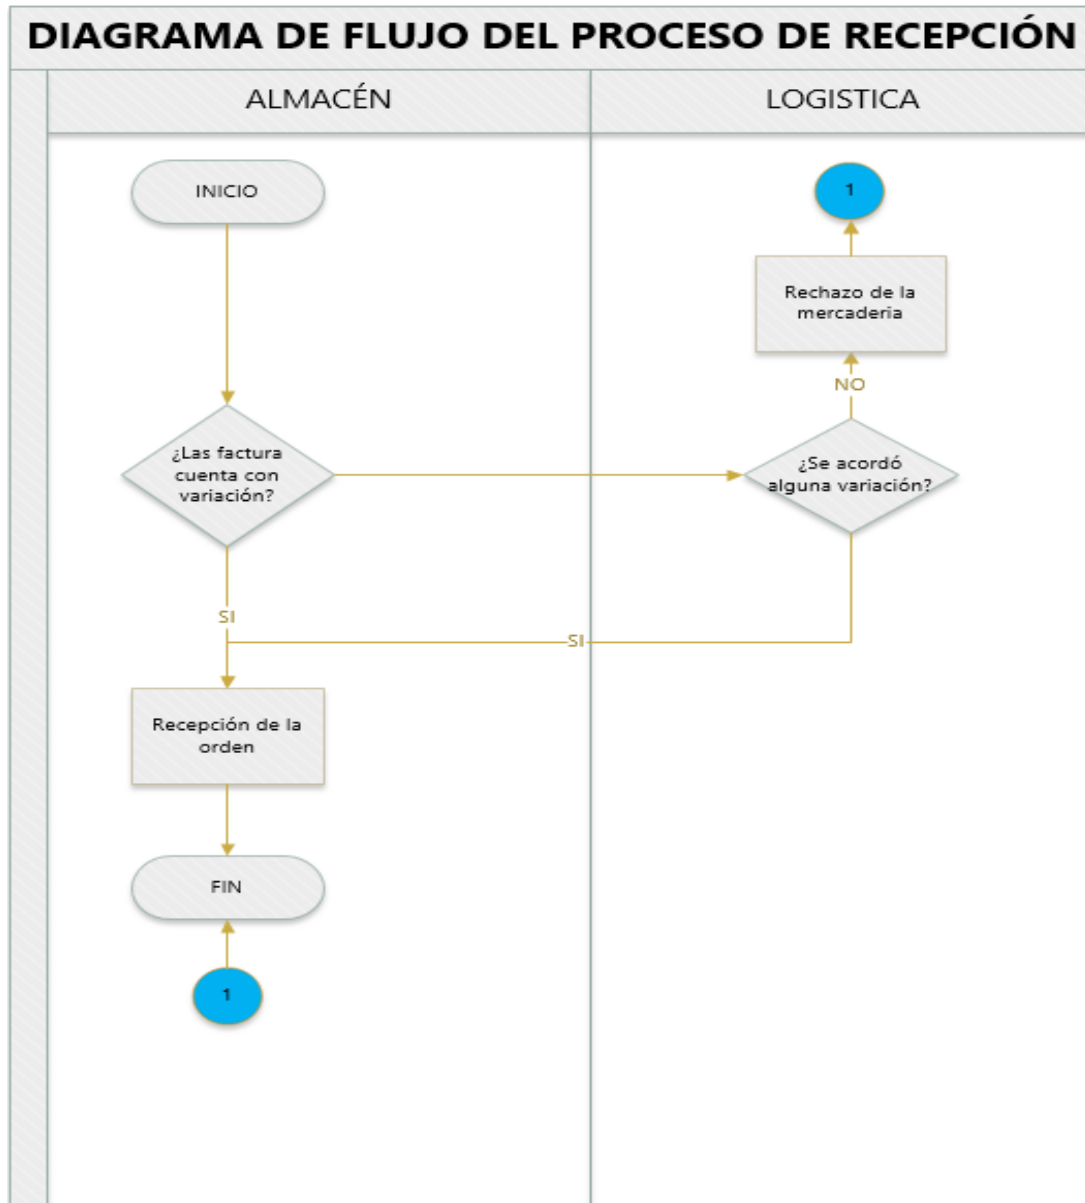 DIAGRAMA DE FLUJO DEL PROCESO DE RECEPCIÓN
ALMACÉN
LOGISTICA
INICIO
1
Rechazo de la
mercaderia
NO
¿Las factura
cuenta con
variación?
¿Se acordó
alguna variación?
SI
SI
Recepción de la
orden
FIN
1